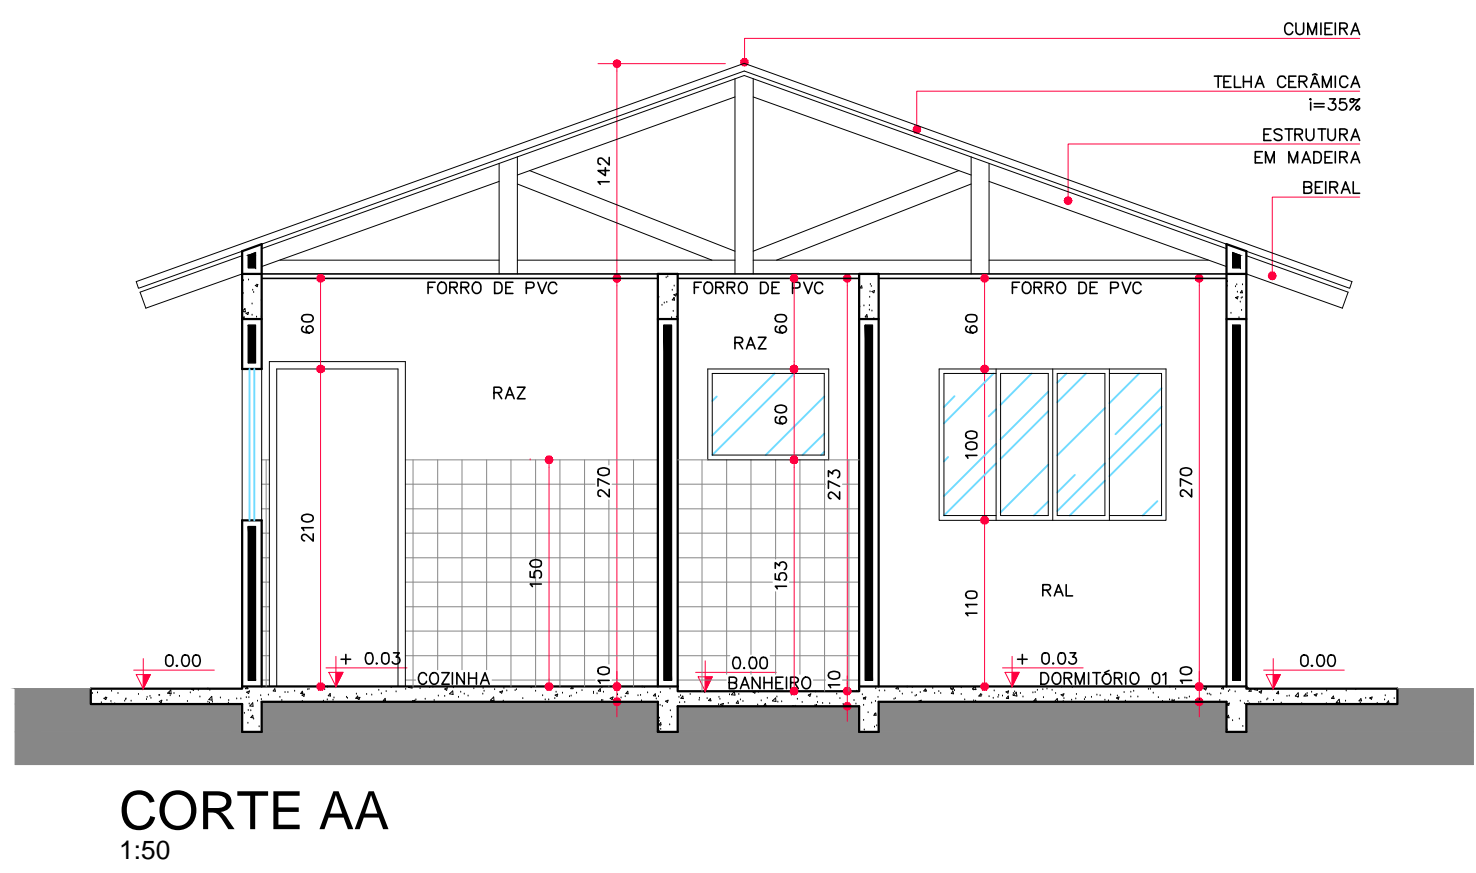 CUMIEIRA
TELHA CERÂMICA
i=35%
ESTRUTURA
EM MADEIRA
BEIRAL
142
FORRO DE PVC
FORRO DE PVC
FORRO DE PVC
60
60
60
RAZ
RAZ
60
100
270
273
270
210
150
153
110
RAL
0.00
+ 0.03
COZINHA
10
0.00
BANHEIRO
10
+ 0.03
DORMITÓRIO 01
10
0.00
CORTE AA
1:50